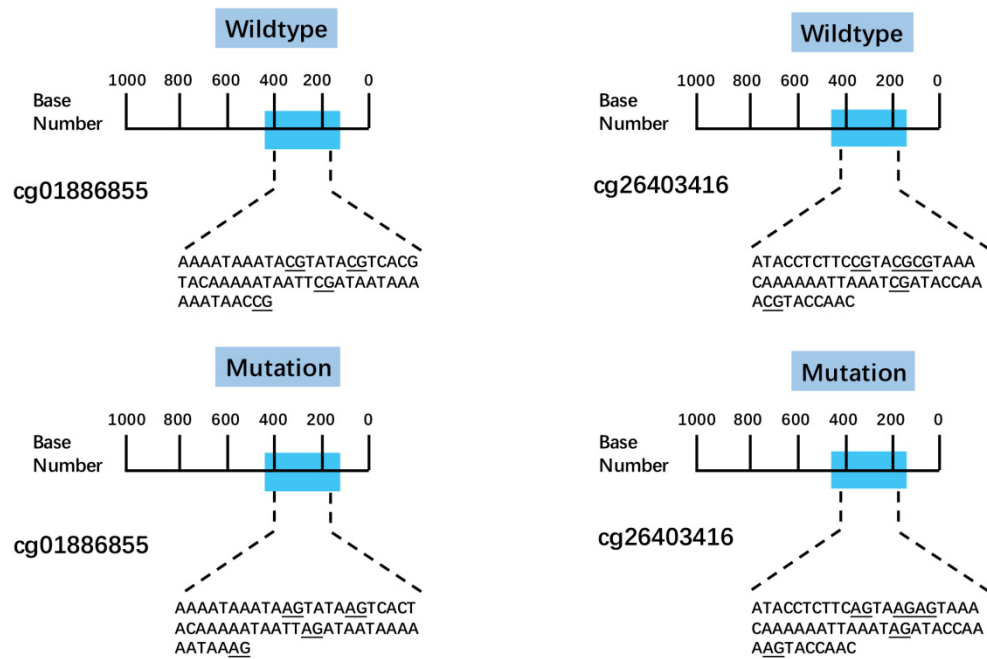 Wildtype
1000 800 600 400 200 0
Base
Number
cg01886855
AAAATAAATACGTATACGTCACG
TACAAAAATAATTCGATAATAAA
AAATAACCG
Wildtype
1000 800 600 400 200 0
Base
Number
cg26403416
ATACCTCTTCCGTACGCGTAAA
CAAAAAATTAAATCGATACCAA
ACGTACCAAC
Mutation
1000 800 600 400 200 0
Base
Number
cg01886855
AAAATAAATAAGTATAAGTCACT
ACAAAAATAATTAGATAATAAAA
AATAAAG
Mutation
1000 800 600 400 200 0
Base
Number
cg26403416
ATACCTCTTCAGTAAGAGTAAA
CAAAAAATTAAATAGATACCAA
AAGTACCAAC